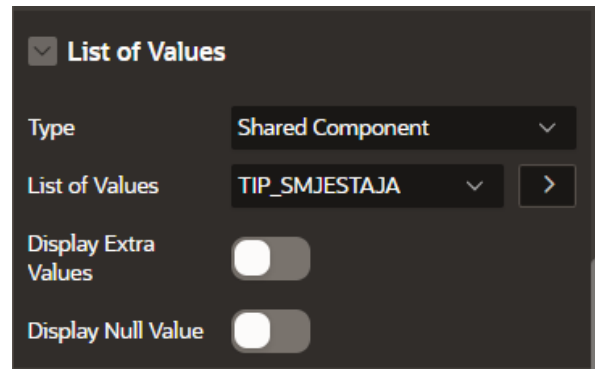 List of Values
Type
Shared Component
List of Values
TIP_SMJESTAJA
Display Extra
Values
Display Null Value